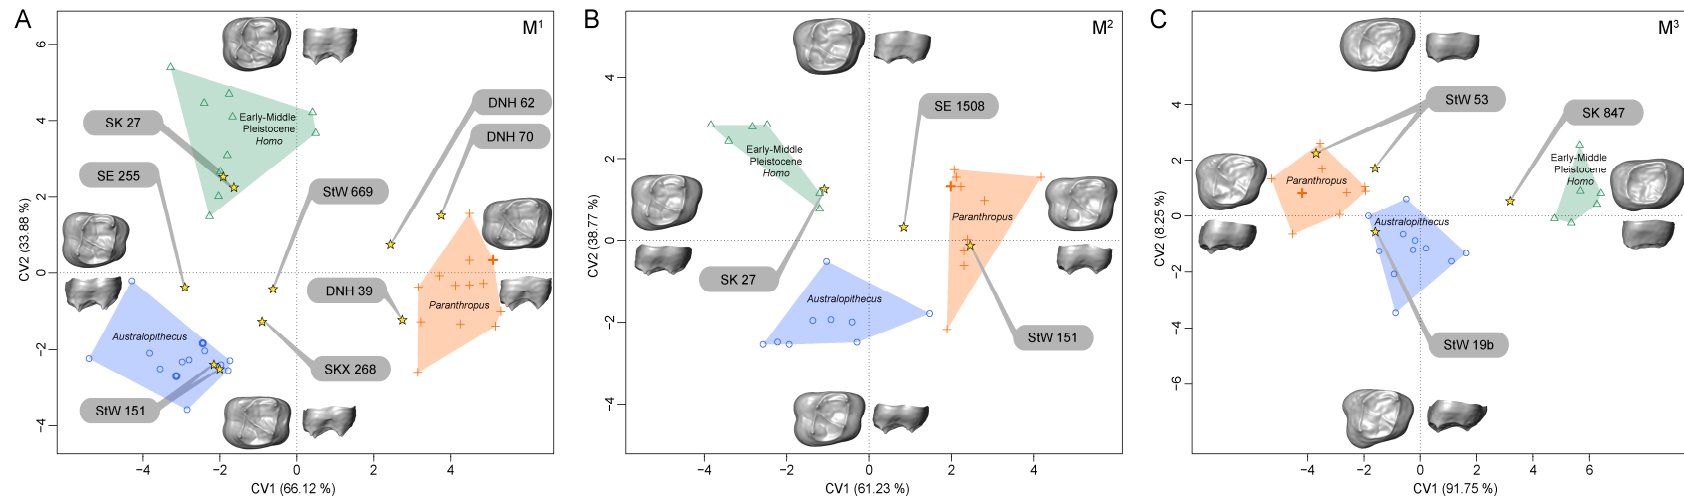 A
M¹
6
4
2
0
−2
−4
CV2 (33.88 %)
−4
−2
0
2
4
CV1 (66.12 %)
SK 27
SE 255
StW 669
DNH 62
DNH 70
DNH 39
SKX 268
StW 151
Early-Middle
Pleistocene
Homo
Australopithecus
Paranthropus
B
M²
4
2
0
−2
−4
CV2 (38.77 %)
−4
−2
0
2
4
CV1 (61.23 %)
SE 1508
SK 27
StW 151
Early-Middle
Pleistocene
Homo
Australopithecus
Paranthropus
C
M³
4
2
0
−2
−4
−6
CV2 (8.25 %)
−4
−2
0
2
4
6
CV1 (91.75 %)
StW 53
SK 847
StW 19b
Paranthropus
Australopithecus
Early-Middle
Pleistocene
Homo